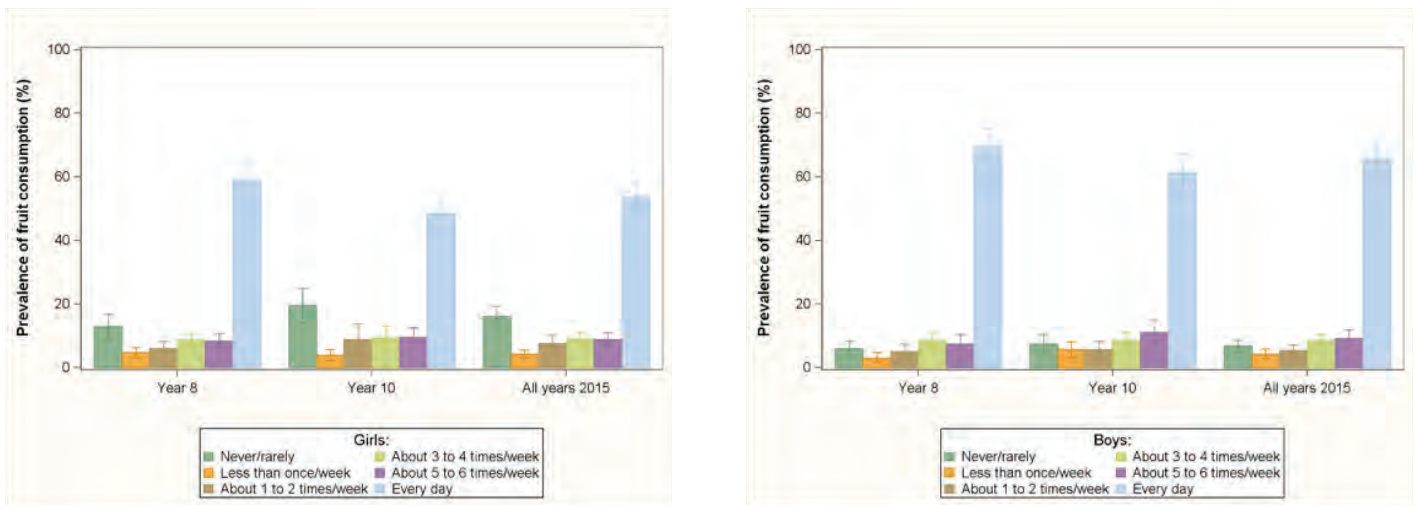 Prevalence of fruit consumption (%)
100
80
60
40
20
0
Year 8 Year 10 All years 2015
Girls:
Never/rarely About 3 to 4 times/week
Less than once/week About 5 to 6 times/week
About 1 to 2 times/week Every day
Prevalence of fruit consumption (%)
100
80
60
40
20
0
Year 8 Year 10 All years 2015
Boys:
Never/rarely About 3 to 4 times/week
Less than once/week About 5 to 6 times/week
About 1 to 2 times/week Every day